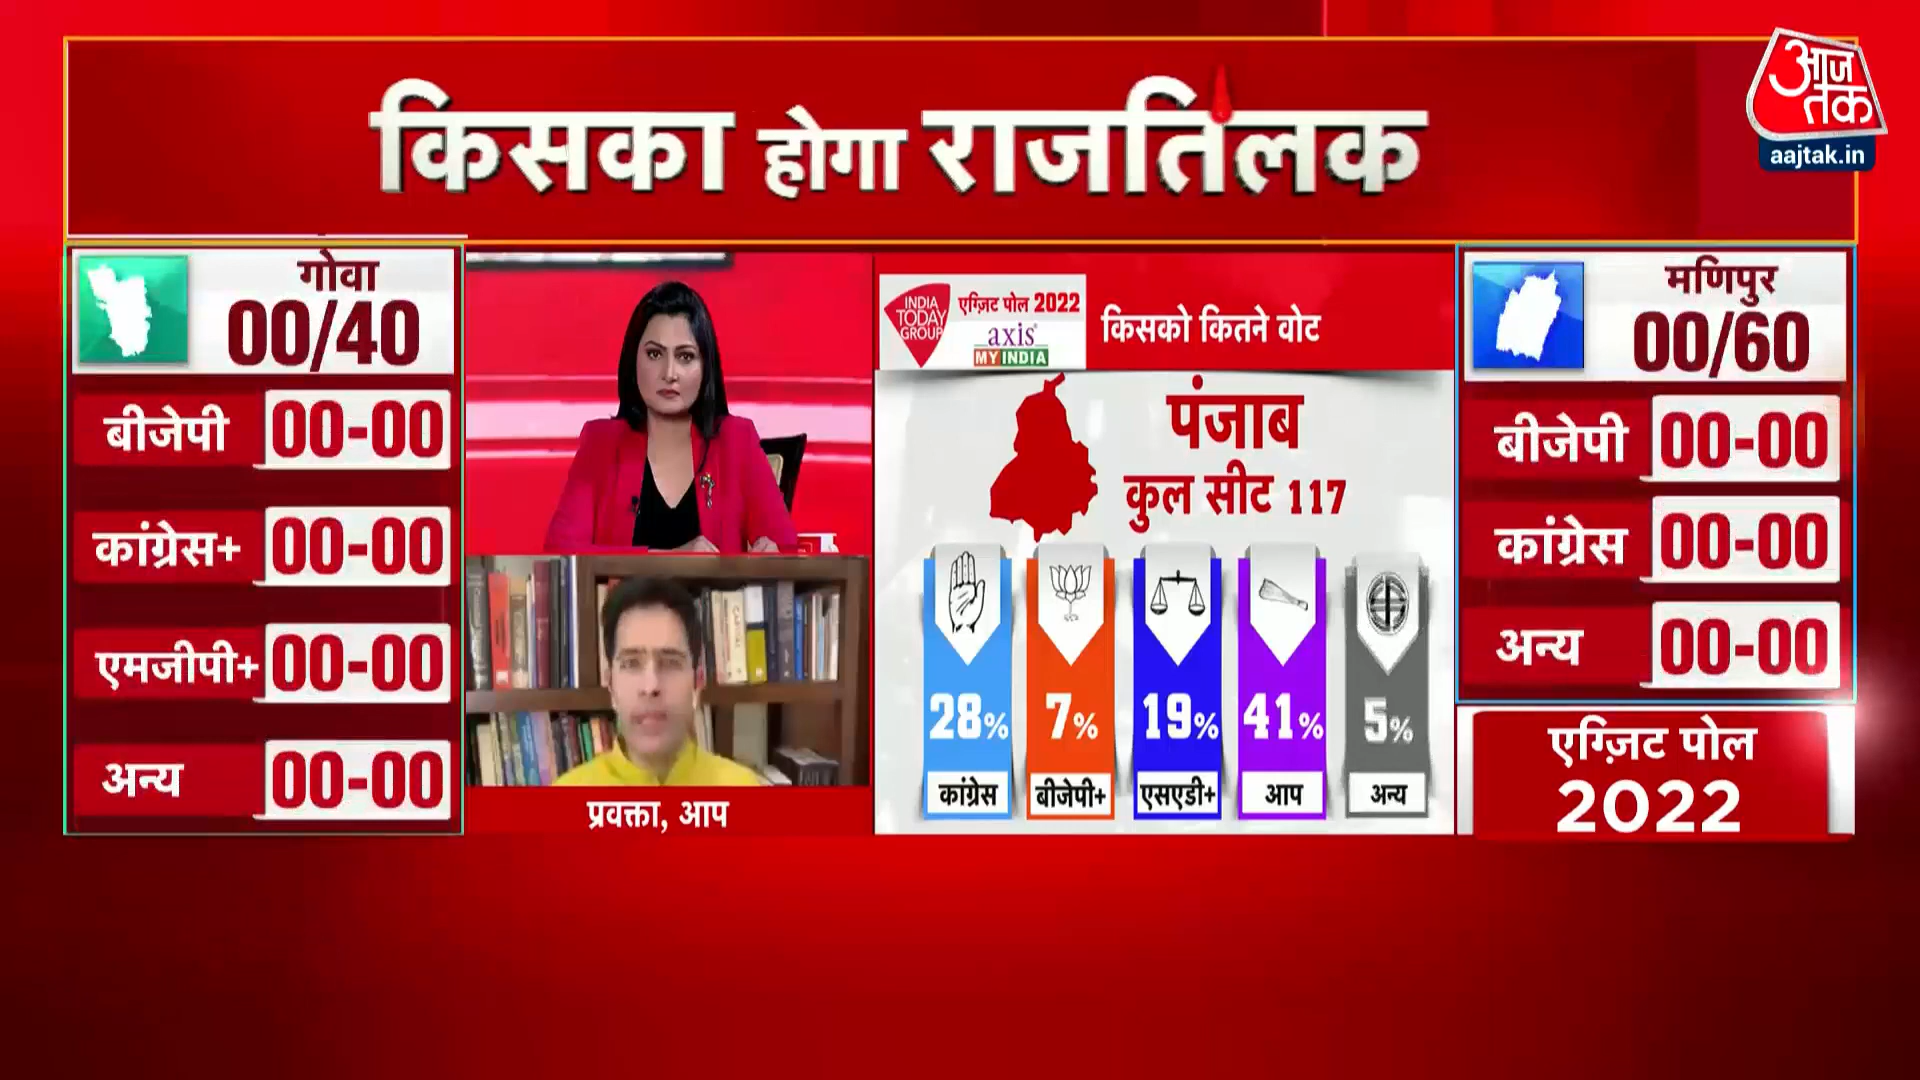 किसका होगा राजतिलक
आज
तक
aajtak.in
गोवा
00/40
बीजेपी 00-00
कांग्रेस+ 00-00
एमजीपी+ 00-00
अन्य 00-00
प्रवक्ता, आप
INDIA
TODAY
GROUP
एग्ज़िट पोल 2022
axis
MY INDIA
किसको कितने वोट
पंजाब
कुल सीट 117
28% 7% 19% 41% 5%
कांग्रेस बीजेपी+ एसएडी+ आप अन्य
मणिपुर
00/60
बीजेपी 00-00
कांग्रेस 00-00
अन्य 00-00
एग्ज़िट पोल
2022